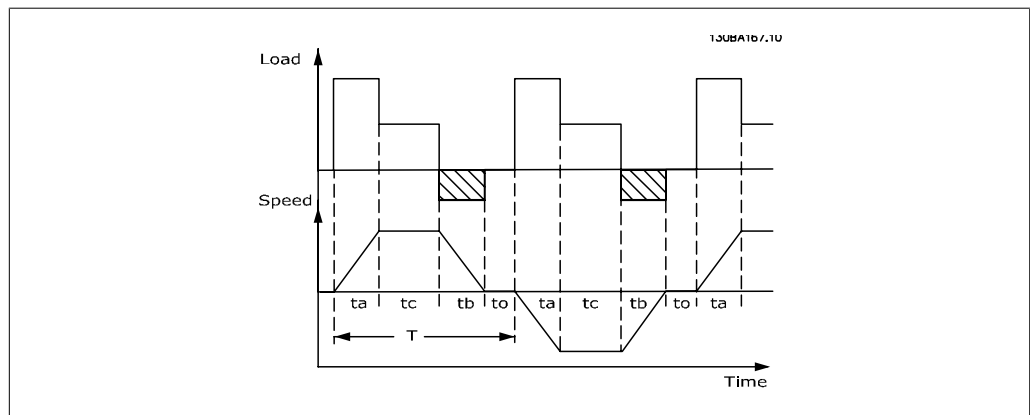 130BA167.10
Load
Speed
ta tc tb to ta tc tb to ta
T
Time